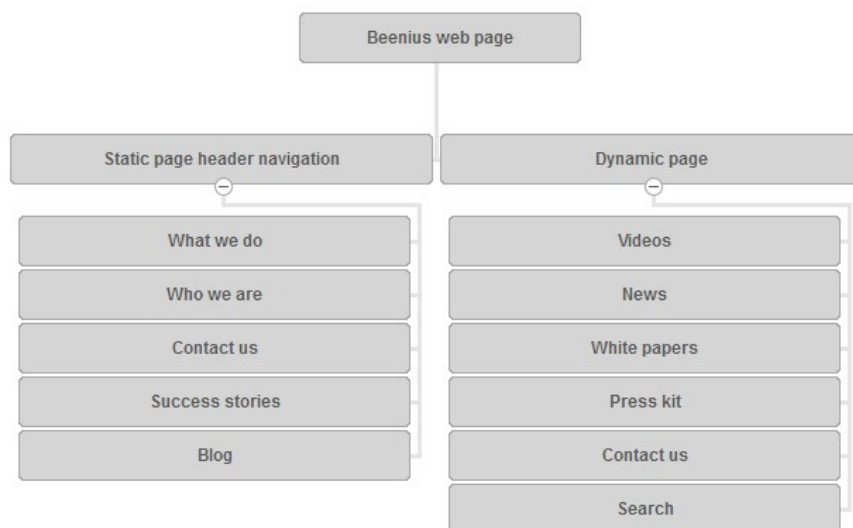 Beenius web page
Static page header navigation
Dynamic page
What we do
Who we are
Contact us
Success stories
Blog
Videos
News
White papers
Press kit
Contact us
Search